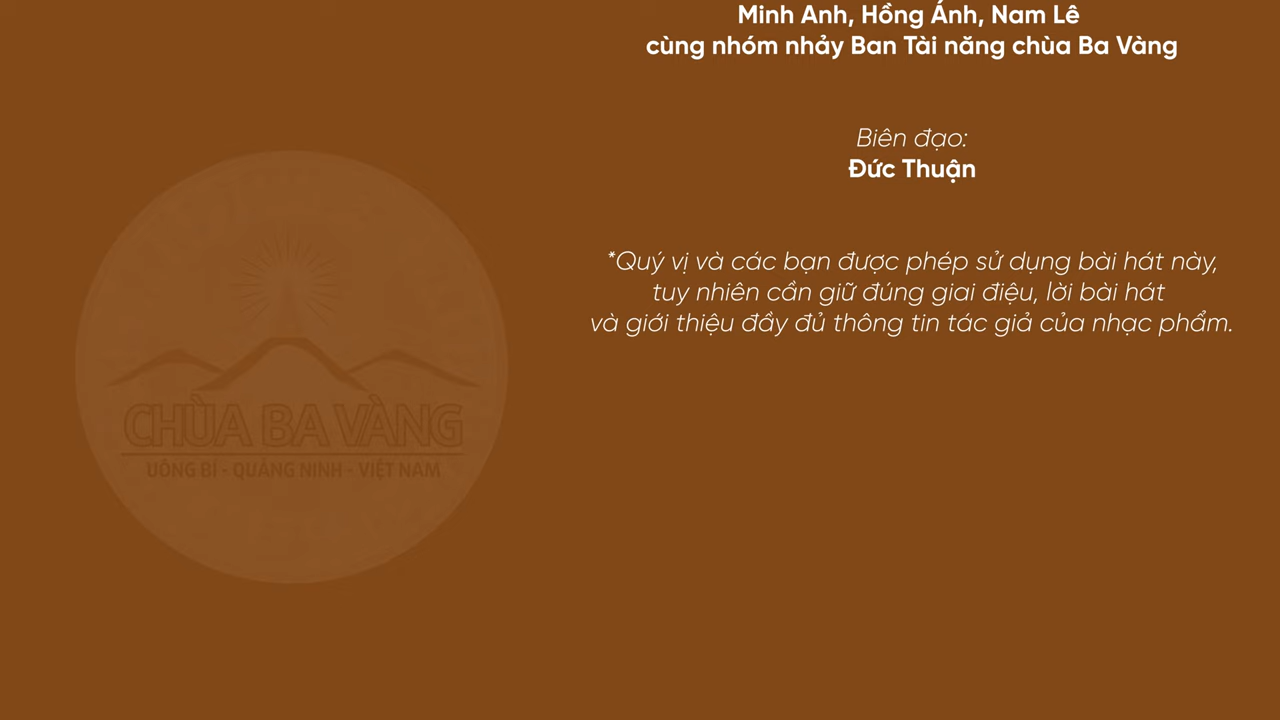 Minh Anh, Hồng Ánh, Nam Lê
cùng nhóm nhảy Ban Tài năng chùa Ba Vàng
Biên đạo:
Đức Thuận
*Quý vị và các bạn được phép sử dụng bài hát này,
tuy nhiên cần giữ đúng giai điệu, lời bài hát
và giới thiệu đầy đủ thông tin tác giả của nhạc phẩm.
CHÙA BA VÀNG
UÔNG BÍ - QUẢNG NINH - VIỆT NAM